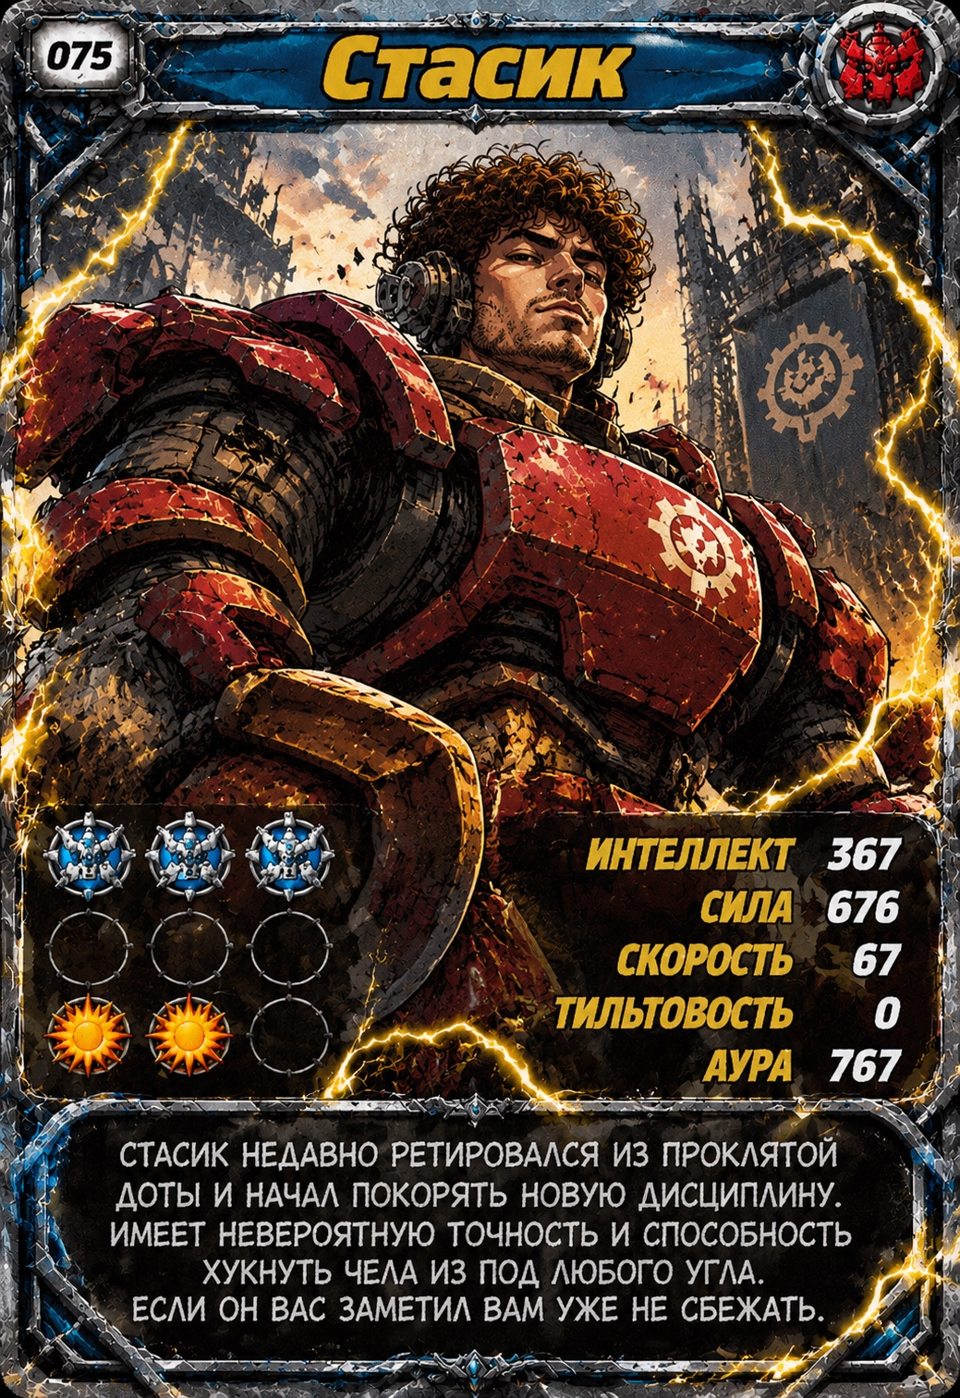 075
Стасик
ИНТЕЛЛЕКТ 367
СИЛА 676
СКОРОСТЬ 67
ТИЛЬТОВОСТЬ 0
АУРА 767
СТАСИК НЕДАВНО РЕТИРОВАЛСЯ ИЗ ПРОКЛЯТОЙ
ДОТЫ И НАЧАЛ ПОКОРЯТЬ НОВУЮ ДИСЦИПЛИНУ.
ИМЕЕТ НЕВЕРОЯТНУЮ ТОЧНОСТЬ И СПОСОБНОСТЬ
ХУКНУТЬ ЧЕЛА ИЗ ПОД ЛЮБОГО УГЛА.
ЕСЛИ ОН ВАС ЗАМЕТИЛ ВАМ УЖЕ НЕ СБЕЖАТЬ.